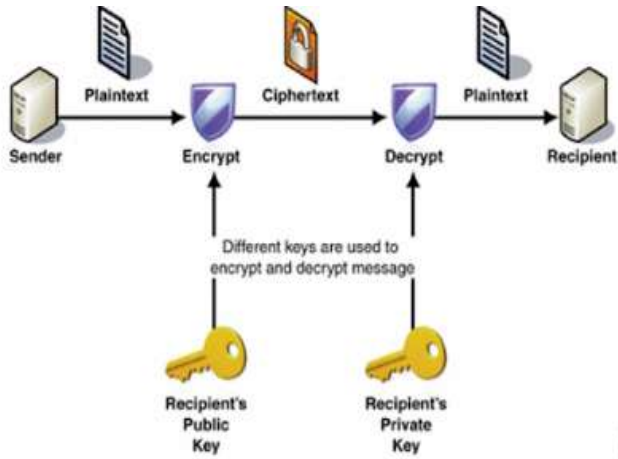 Plaintext
Ciphertext
Plaintext
Sender
Encrypt
Decrypt
Recipient
Different keys are used to
encrypt and decrypt message
Recipient's
Public
Key
Recipient's
Private
Key